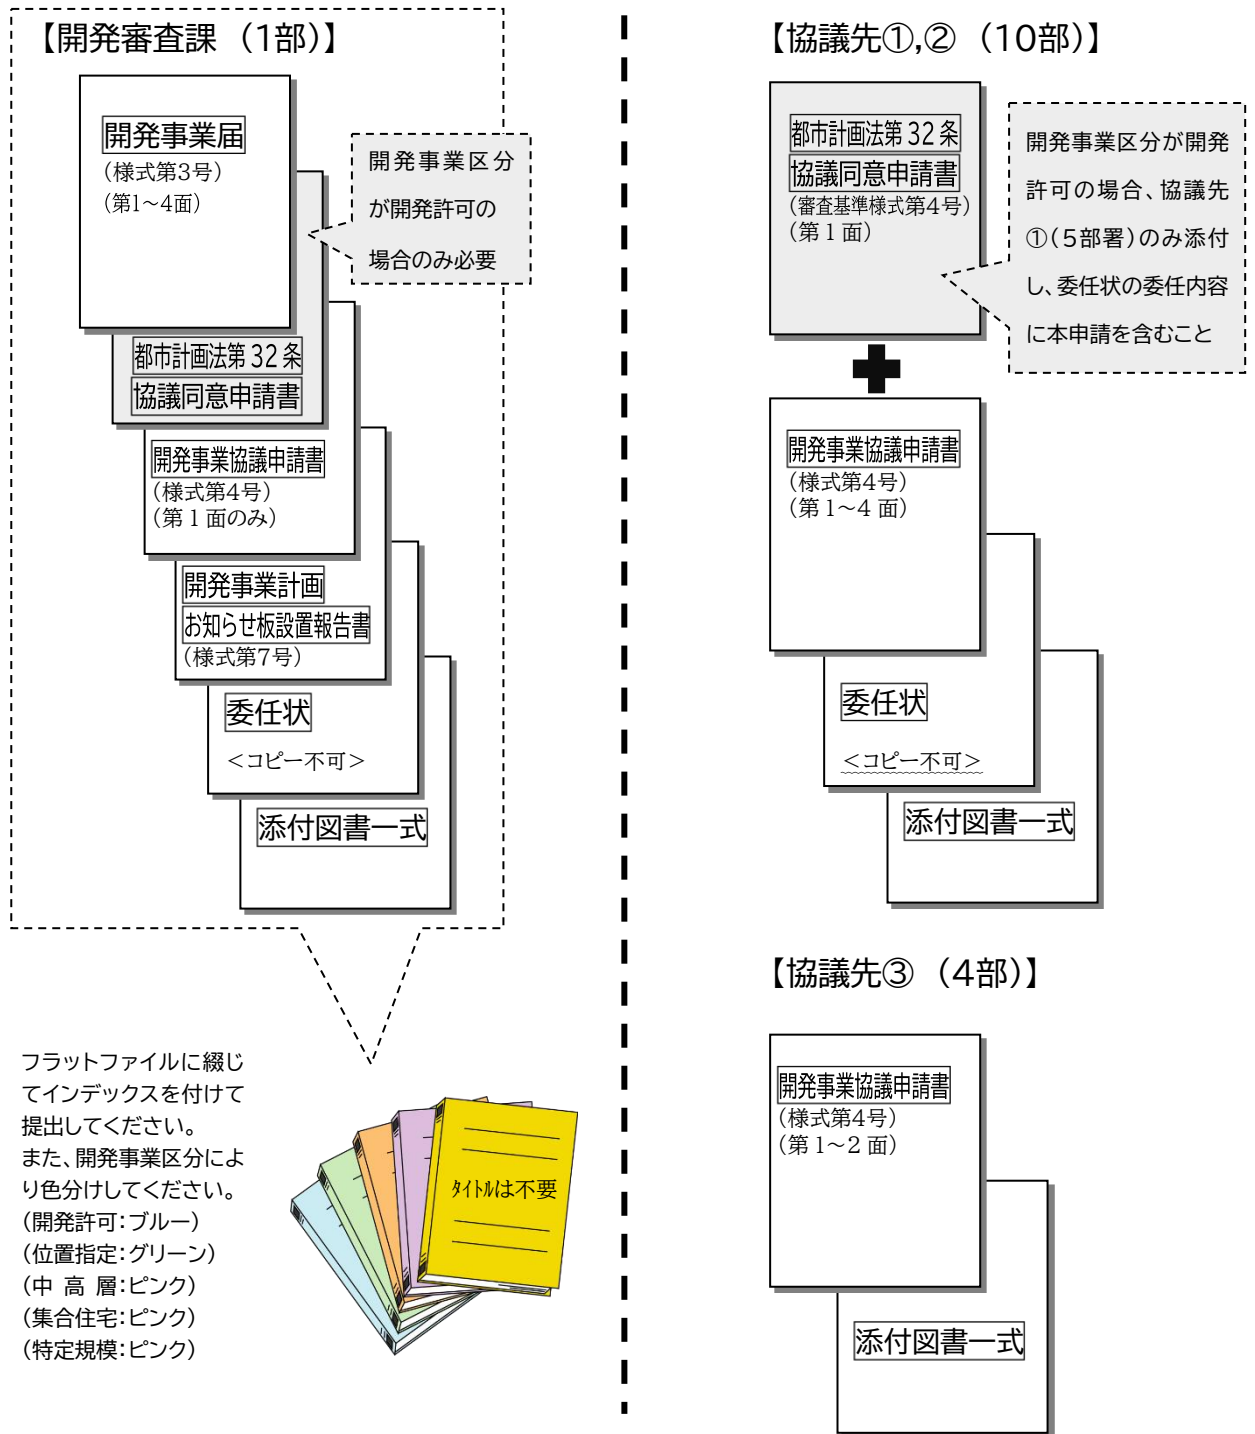 【開発審査課 （1部）】
開発事業届
（様式第3号）
（第1～4面）
開発事業区分
が開発許可の
場合のみ必要
都市計画法第 32 条
協議同意申請書
開発事業協議申請書
（様式第4号）
（第 1 面のみ）
開発事業計画
お知らせ板設置報告書
（様式第7号）
委任状
＜コピー不可＞
添付図書一式
フラットファイルに綴じ
てインデックスを付けて
提出してください。
また、開発事業区分によ
り色分けしてください。
（開発許可：ブルー）
（位置指定：グリーン）
（中 高 層：ピンク）
（集合住宅：ピンク）
（特定規模：ピンク）
ﾀｲﾄﾙは不要
【協議先①,② （10部）】
都市計画法第 32 条
協議同意申請書
（審査基準様式第4号）
（第 1 面）
開発事業区分が開発
許可の場合、協議先
①（5部署）のみ添付
し、委任状の委任内容
に本申請を含むこと
開発事業協議申請書
（様式第4号）
（第 1～4 面）
委任状
＜コピー不可＞
添付図書一式
【協議先③ （4部）】
開発事業協議申請書
（様式第4号）
（第 1～2 面）
添付図書一式